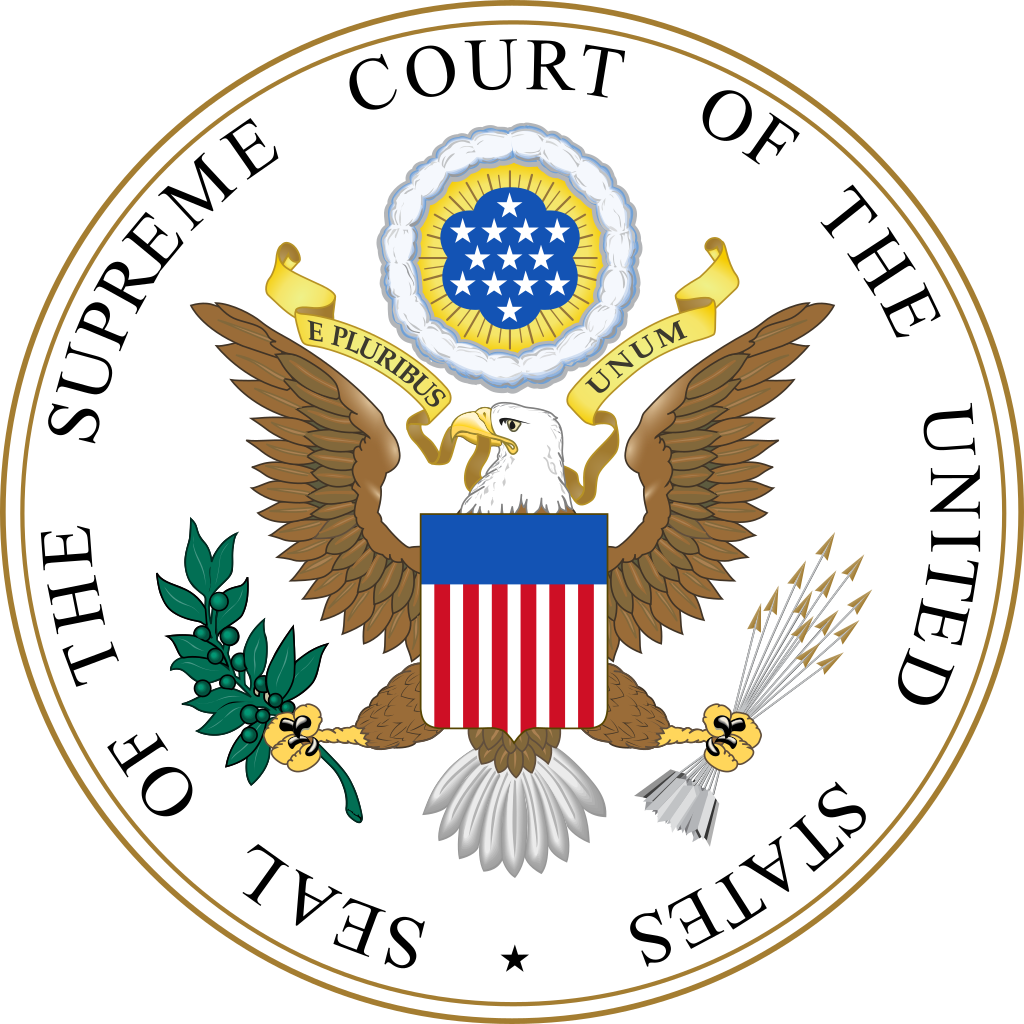 SEAL OF THE SUPREME COURT OF THE UNITED STATES
E PLURIBUS UNUM